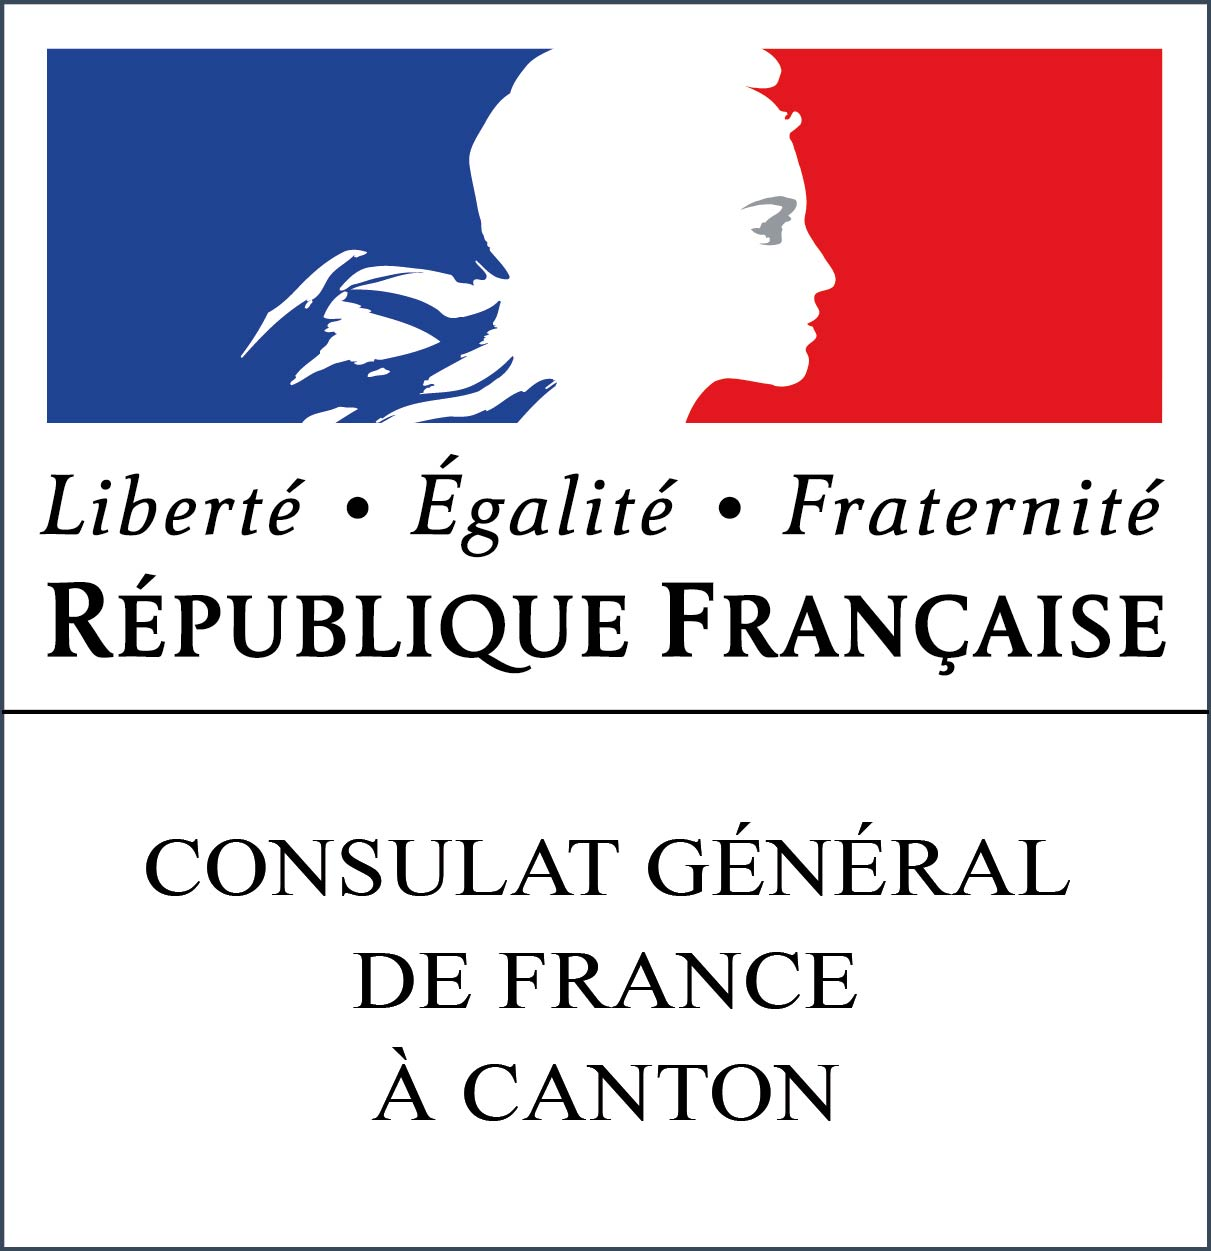 Liberté • Égalité • Fraternité
RÉPUBLIQUE FRANÇAISE
CONSULAT GÉNÉRAL
DE FRANCE
À CANTON